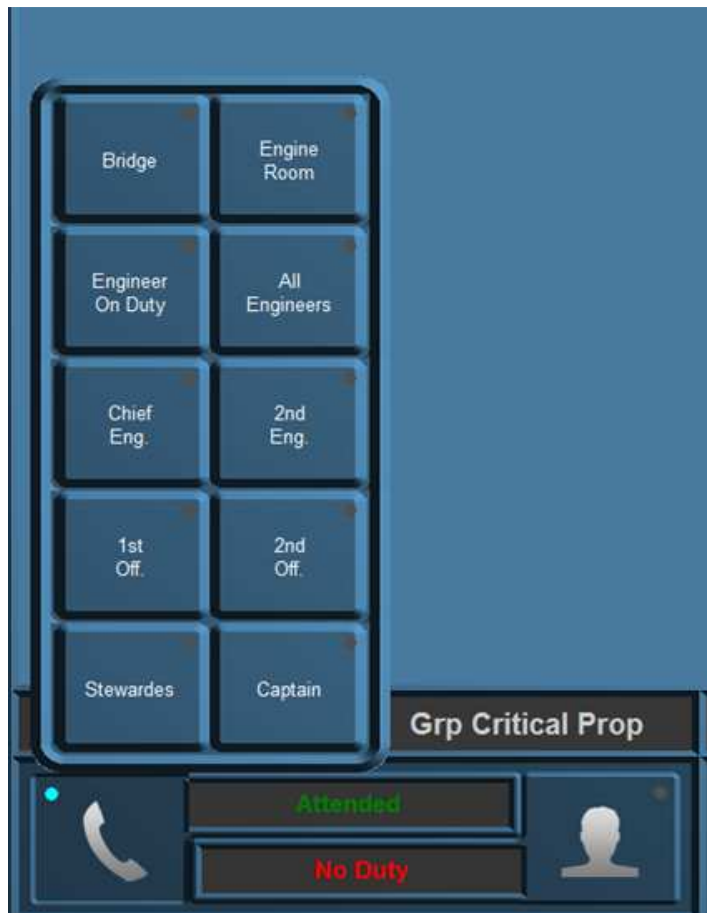 Bridge
Engine
Room
Engineer
On Duty
All
Engineers
Chief
Eng.
2nd
Eng.
1st
Off.
2nd
Off.
Stewardes
Captain
Grp Critical Prop
Attended
No Duty